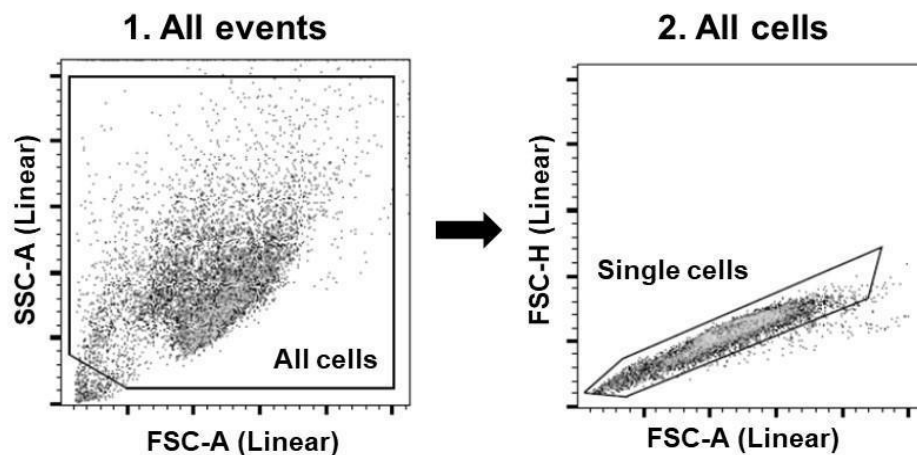 1. All events
SSC-A (Linear)
All cells
FSC-A (Linear)
2. All cells
FSC-H (Linear)
Single cells
FSC-A (Linear)